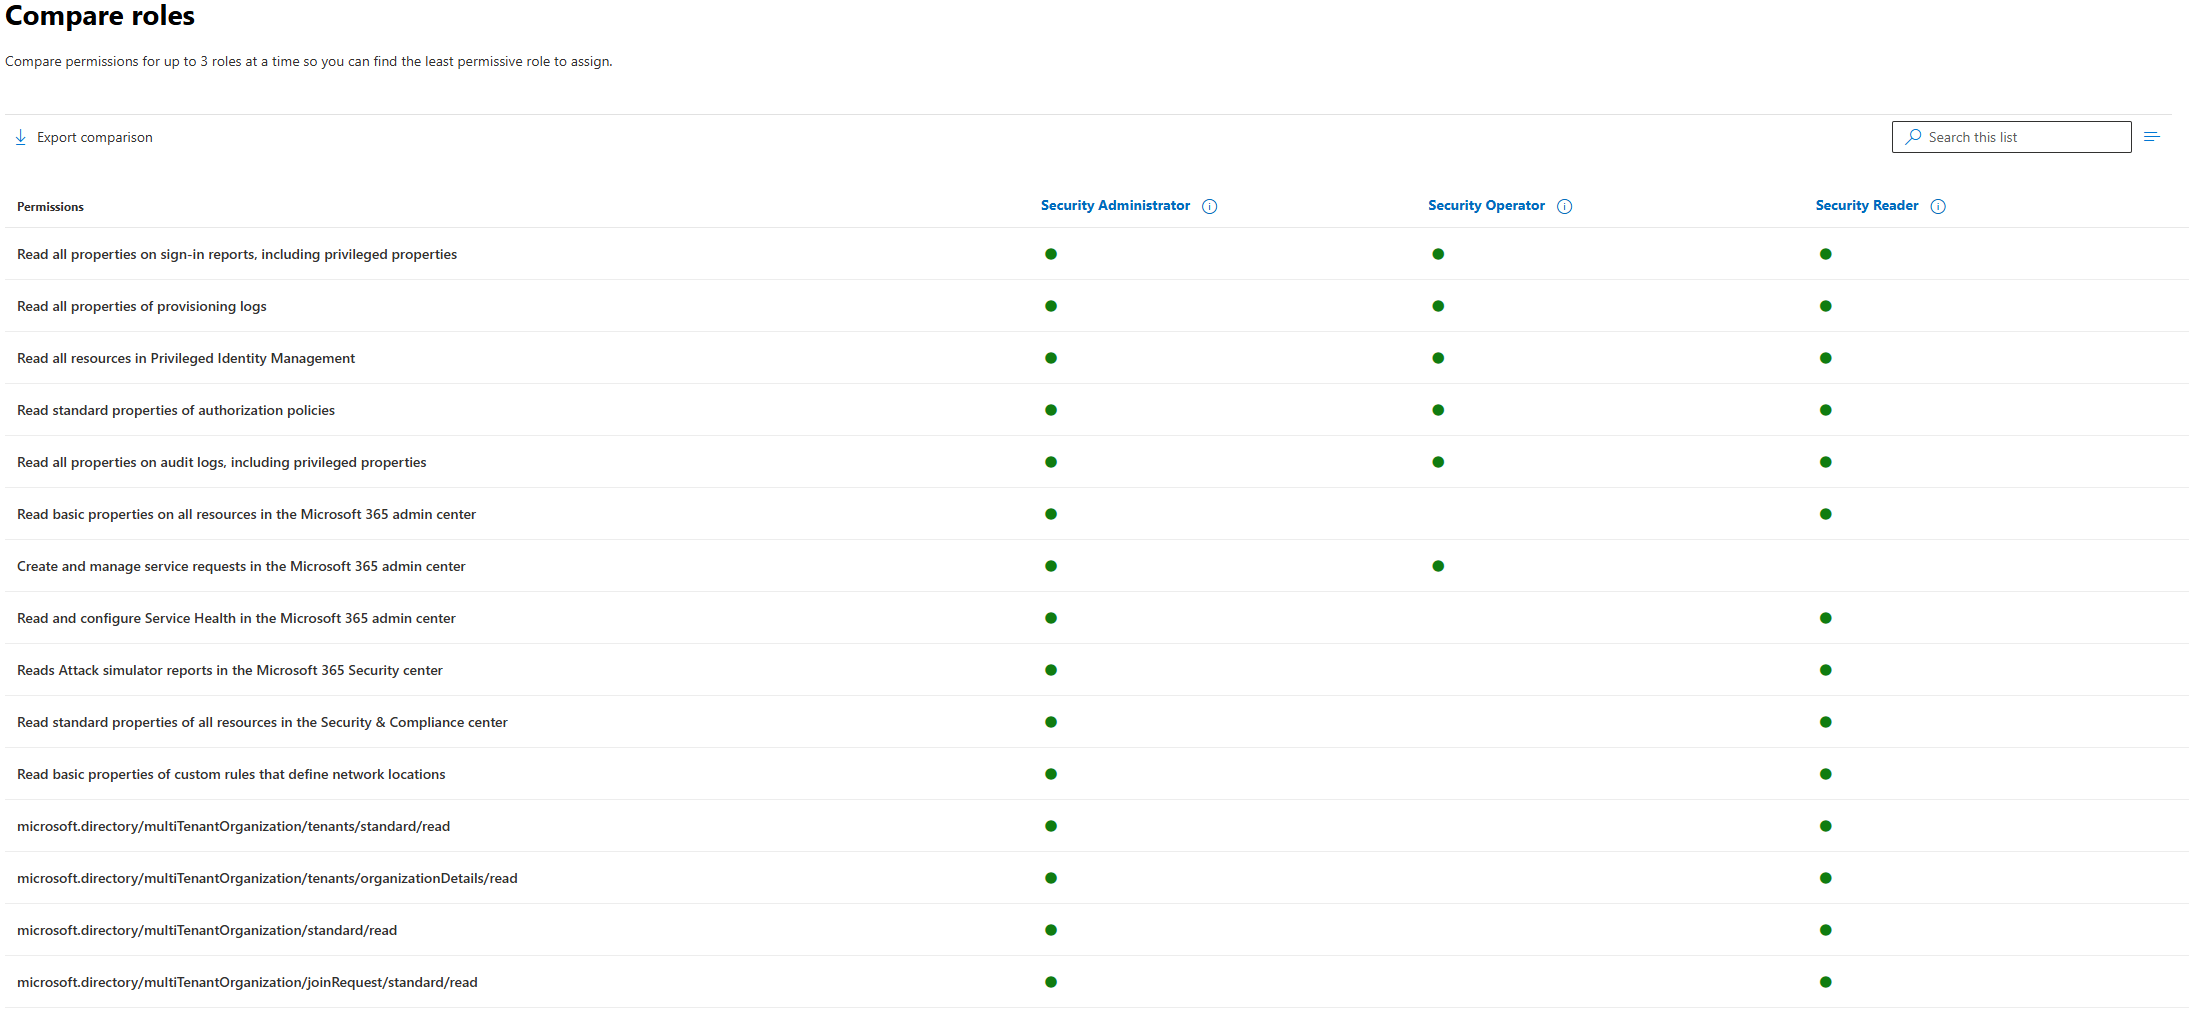 Compare roles
Compare permissions for up to 3 roles at a time so you can find the least permissive role to assign.
Export comparison
Search this list
Permissions Security Administrator Security Operator Security Reader
Read all properties on sign-in reports, including privileged properties
Read all properties of provisioning logs
Read all resources in Privileged Identity Management
Read standard properties of authorization policies
Read all properties on audit logs, including privileged properties
Read basic properties on all resources in the Microsoft 365 admin center
Create and manage service requests in the Microsoft 365 admin center
Read and configure Service Health in the Microsoft 365 admin center
Reads Attack simulator reports in the Microsoft 365 Security center
Read standard properties of all resources in the Security & Compliance center
Read basic properties of custom rules that define network locations
microsoft.directory/multiTenantOrganization/tenants/standard/read
microsoft.directory/multiTenantOrganization/tenants/organizationDetails/read
microsoft.directory/multiTenantOrganization/standard/read
microsoft.directory/multiTenantOrganization/joinRequest/standard/read